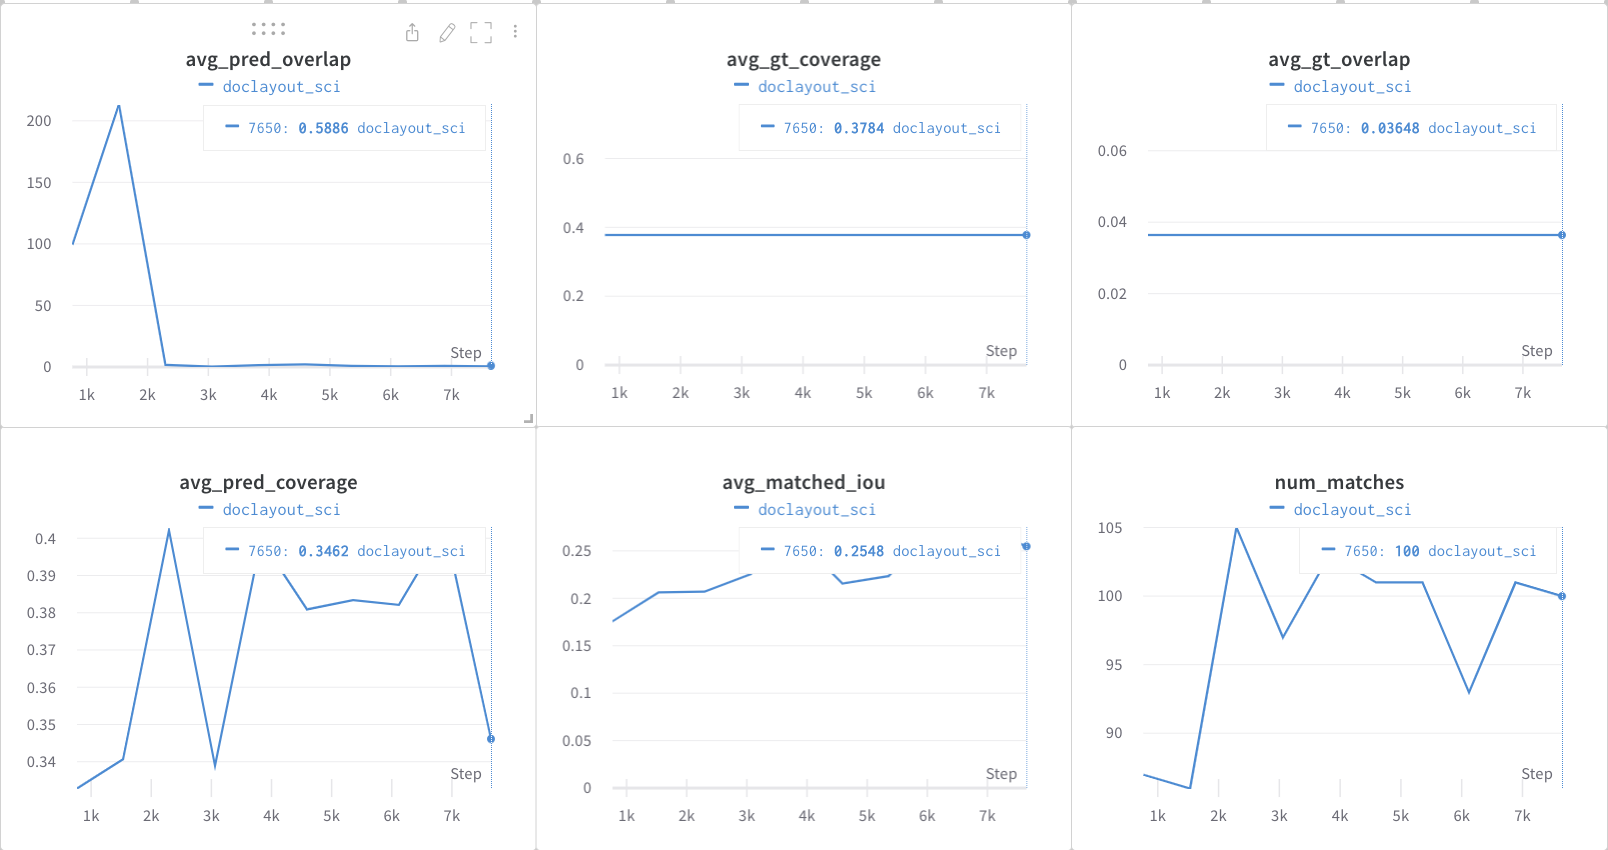 avg_pred_overlap
doclayout_sci
7650: 0.5886 doclayout_sci
200
150
100
50
0
Step
1k 2k 3k 4k 5k 6k 7k
avg_gt_coverage
doclayout_sci
7650: 0.3784 doclayout_sci
0.6
0.4
0.2
0
Step
1k 2k 3k 4k 5k 6k 7k
avg_gt_overlap
doclayout_sci
7650: 0.03648 doclayout_sci
0.06
0.04
0.02
0
Step
1k 2k 3k 4k 5k 6k 7k
avg_pred_coverage
doclayout_sci
7650: 0.3462 doclayout_sci
0.4
0.39
0.38
0.37
0.36
0.35
0.34
Step
1k 2k 3k 4k 5k 6k 7k
avg_matched_iou
doclayout_sci
7650: 0.2548 doclayout_sci
0.25
0.2
0.15
0.1
0.05
0
Step
1k 2k 3k 4k 5k 6k 7k
num_matches
doclayout_sci
105
7650: 100 doclayout_sci
100
95
90
Step
1k 2k 3k 4k 5k 6k 7k